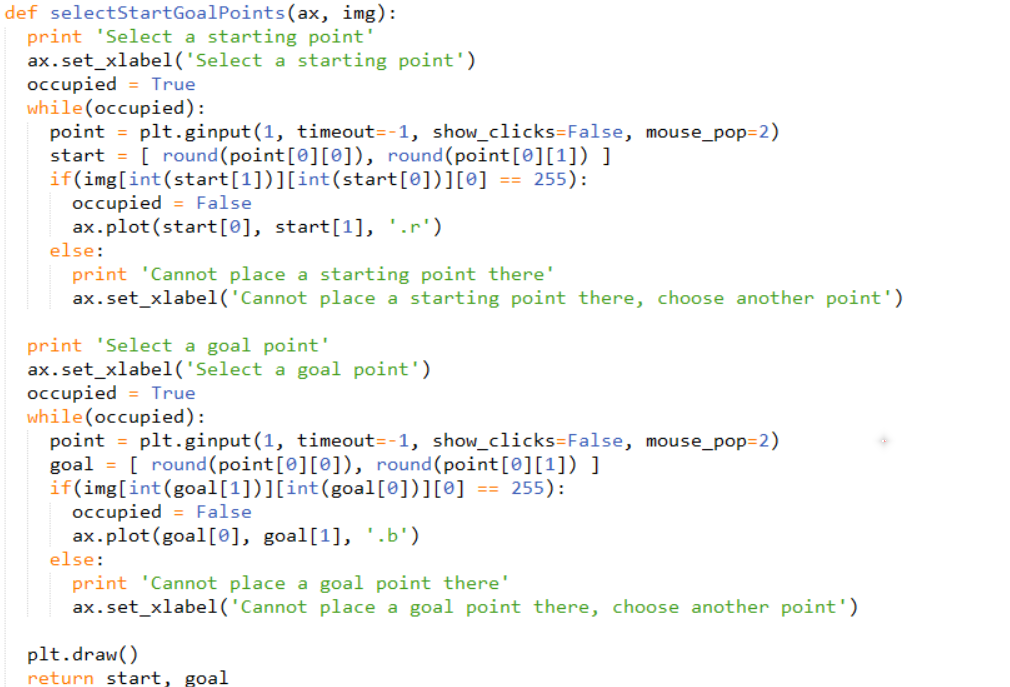 def selectStartGoalPoints(ax, img):
  print 'Select a starting point'
  ax.set_xlabel('Select a starting point')
  occupied = True
  while(occupied):
    point = plt.ginput(1, timeout=-1, show_clicks=False, mouse_pop=2)
    start = [ round(point[0][0]), round(point[0][1]) ]
    if(img[int(start[1])][int(start[0])][0] == 255):
      occupied = False
      ax.plot(start[0], start[1], '.r')
    else:
      print 'Cannot place a starting point there'
      ax.set_xlabel('Cannot place a starting point there, choose another point')

  print 'Select a goal point'
  ax.set_xlabel('Select a goal point')
  occupied = True
  while(occupied):
    point = plt.ginput(1, timeout=-1, show_clicks=False, mouse_pop=2)
    goal = [ round(point[0][0]), round(point[0][1]) ]
    if(img[int(goal[1])][int(goal[0])][0] == 255):
      occupied = False
      ax.plot(goal[0], goal[1], '.b')
    else:
      print 'Cannot place a goal point there'
      ax.set_xlabel('Cannot place a goal point there, choose another point')

  plt.draw()
  return start, goal